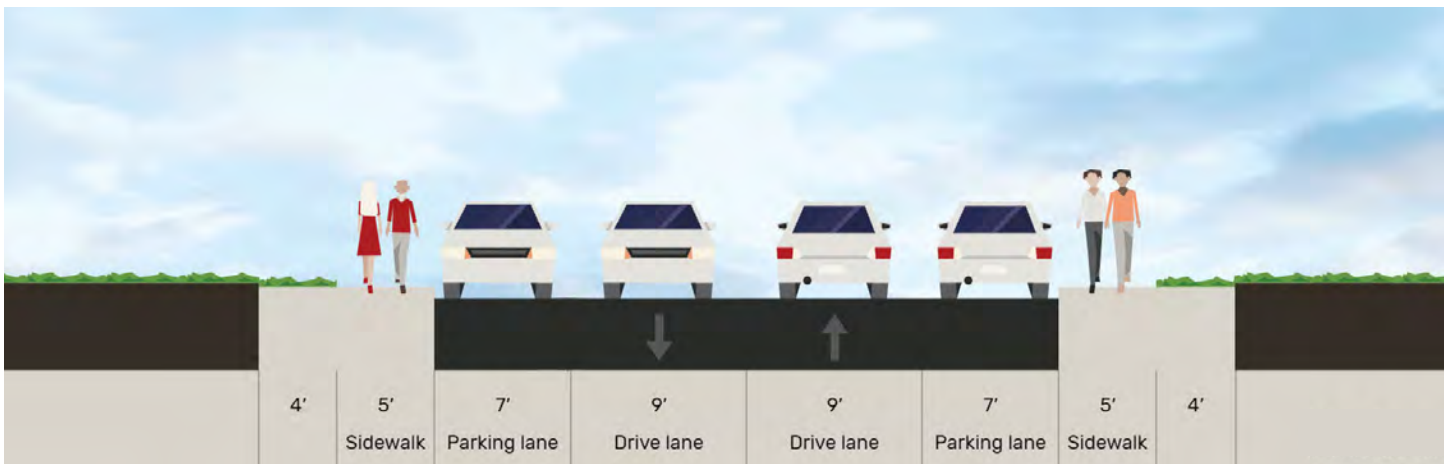 4’ 5’ 7’ 9’ 9’ 7’ 5’ 4’
Sidewalk Parking lane Drive lane Drive lane Parking lane Sidewalk